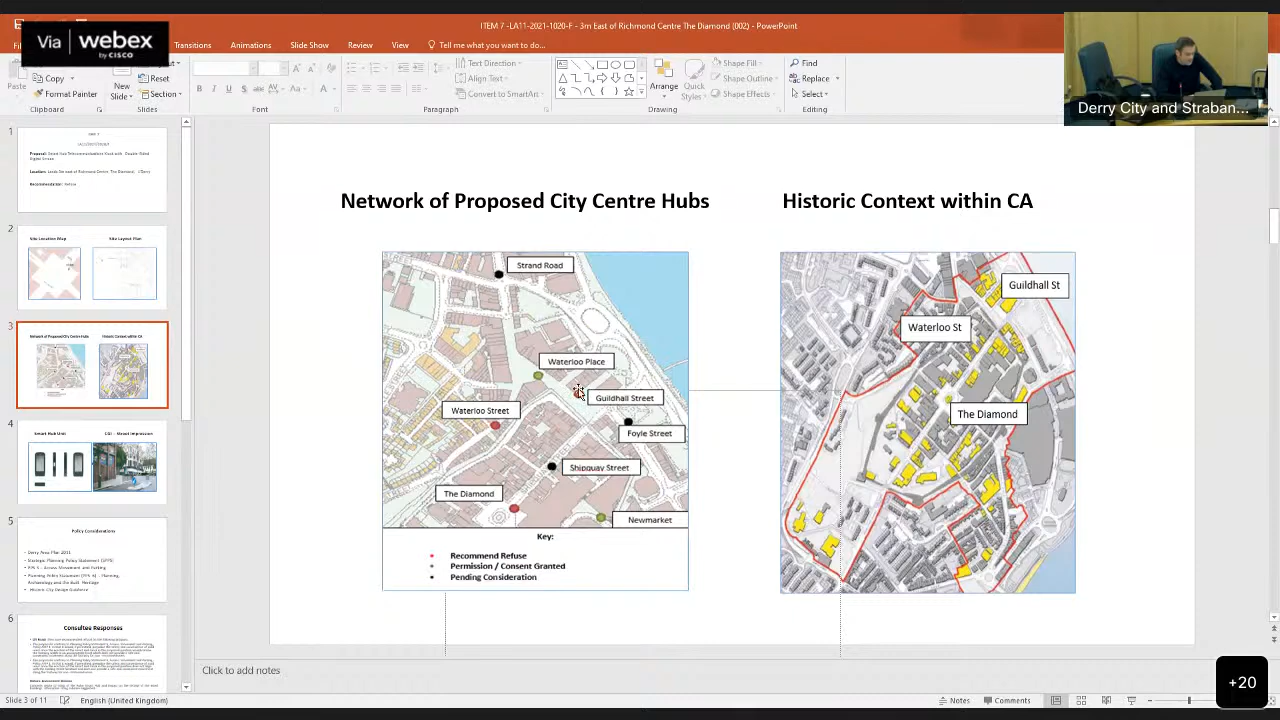 ITEM 7 -LA11-2021-1020-F - 3m East of Richmond Centre The Diamond (002) - PowerPoint
Via webex
by CISCO
Transitions Animations Slide Show Review View Tell me what you want to do...
Paste
Copy
Format Painter
Clipboard
New
Slide
Section
Slides
Font
Text Direction
Align Text
Convert to SmartArt
Paragraph
Arrange
Quick
Styles
Shape Fill
Shape Outline
Shape Effects
Drawing
Find
Replace
Select
Editing
Derry City and Straban...
1
2
Site Location Map Site Layout Plan
3
Network of Proposed City Centre Hubs Historic Context within CA
4
Smart Hub Unit
5
Policy Considerations
6
Consultee Responses
Network of Proposed City Centre Hubs
Historic Context within CA
Strand Road
Waterloo Place
Guildhall Street
Waterloo Street
Foyle Street
Shipquay Street
The Diamond
Newmarket
Key:
Recommend Refuse
Permission / Consent Granted
Pending Consideration
Guildhall St
Waterloo St
The Diamond
Click to add notes
+20
Slide 3 of 11 English (United Kingdom) Notes Comments